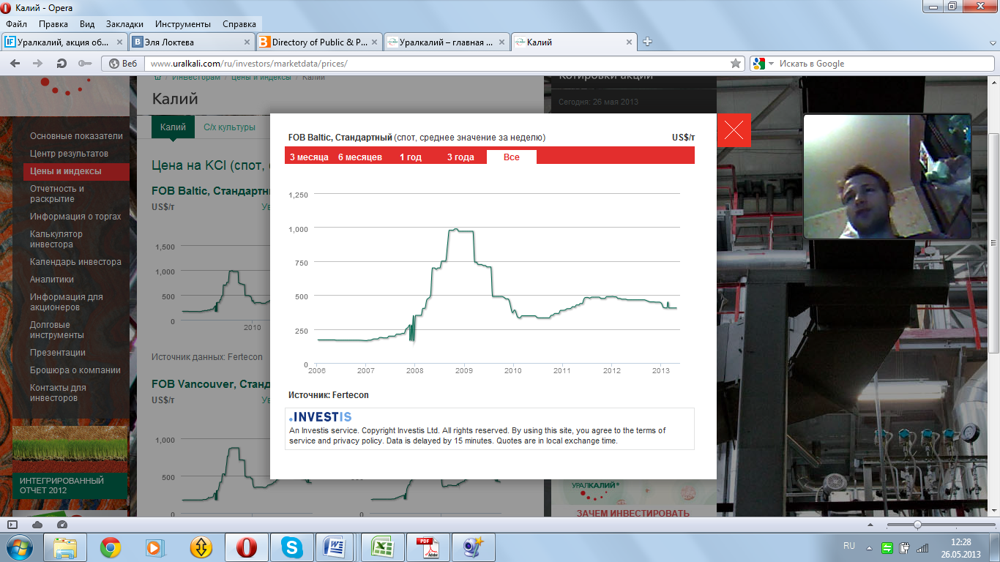 Калий - Opera
Файл Правка Вид Закладки Инструменты Справка
Уралкалий, акция об...
Эля Локтева
Directory of Public & P...
Уралкалий – главная ...
Калий
Веб
www.uralkali.com/ru/investors/marketdata/prices/
Искать в Google
/ Инвесторам / Цены и индексы / Калий
Калий
Калий С/х культуры
Цена на KCl (спот,
FOB Baltic, Стандартн
US$/т
Ув
1,500
1,000
500
0
2010
Источник данных: Fertecon
FOB Vancouver, Станд
US$/т
Ув
1,000
500
0
0
Основные показатели
Центр результатов
Цены и индексы
Отчетность и
раскрытие
Информация о торгах
Калькулятор
инвестора
Календарь инвестора
Аналитики
Информация для
акционеров
Долговые
инструменты
Презентации
Брошюра о компании
Контакты для
инвесторов
ИНТЕГРИРОВАННЫЙ
ОТЧЕТ 2012
Котировки акций
Сегодня: 26 мая 2013
FOB Baltic, Стандартный (спот, среднее значение за неделю) US$/т
3 месяца 6 месяцев 1 год 3 года Все
1,250
1,000
750
500
250
0
2006 2007 2008 2009 2010 2011 2012 2013
Источник: Fertecon
.INVESTIS
An Investis service. Copyright Investis Ltd. All rights reserved. By using this site, you agree to the terms of
service and privacy policy. Data is delayed by 15 minutes. Quotes are in local exchange time.
УРАЛКАЛИЙ®
ЗАЧЕМ ИНВЕСТИРОВАТЬ
RU
12:28
26.05.2013